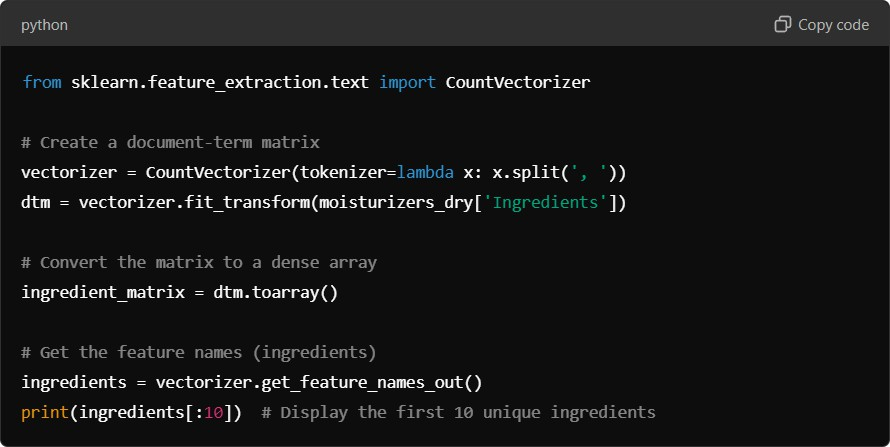 python
Copy code
from sklearn.feature_extraction.text import CountVectorizer
# Create a document-term matrix
vectorizer = CountVectorizer(tokenizer=lambda x: x.split(', '))
dtm = vectorizer.fit_transform(moisturizers_dry['Ingredients'])
# Convert the matrix to a dense array
ingredient_matrix = dtm.toarray()
# Get the feature names (ingredients)
ingredients = vectorizer.get_feature_names_out()
print(ingredients[:10])  # Display the first 10 unique ingredients